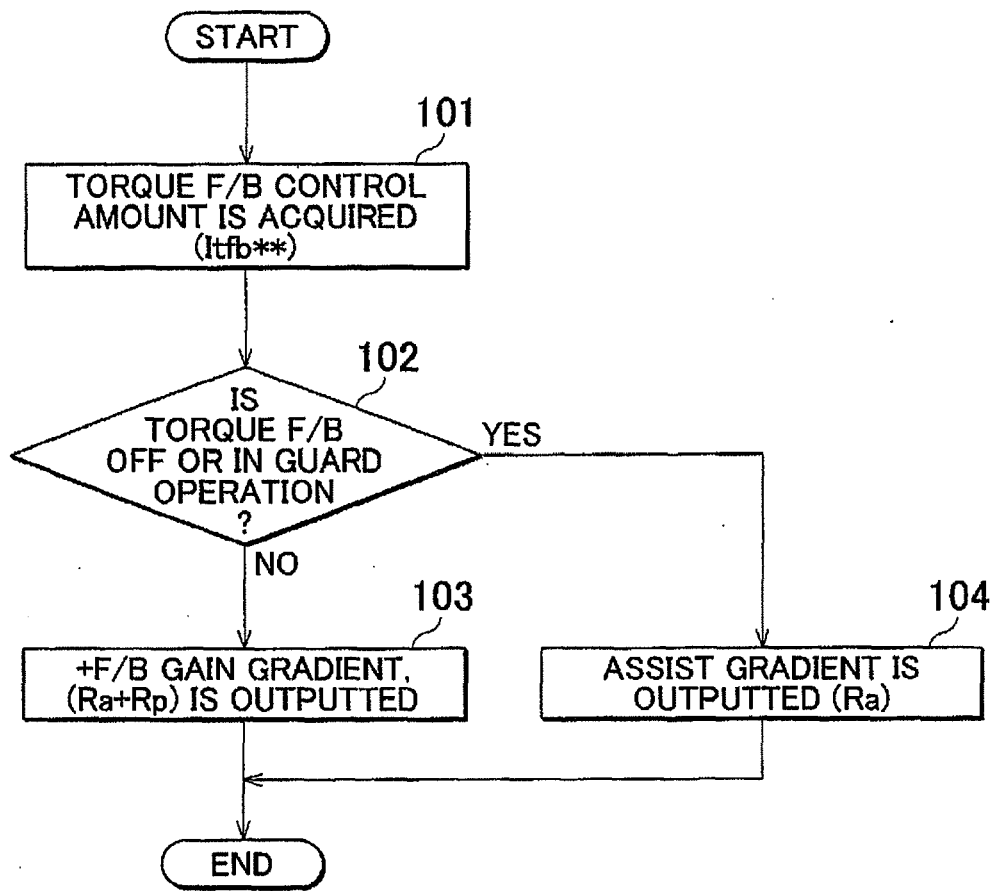 START
101
TORQUE F/B CONTROL
AMOUNT IS ACQUIRED
(Itfb**)
102
IS
TORQUE F/B
OFF OR IN GUARD
OPERATION
?
YES
NO
103
+F/B GAIN GRADIENT,
(Ra+Rp) IS OUTPUTTED
104
ASSIST GRADIENT IS
OUTPUTTED (Ra)
END